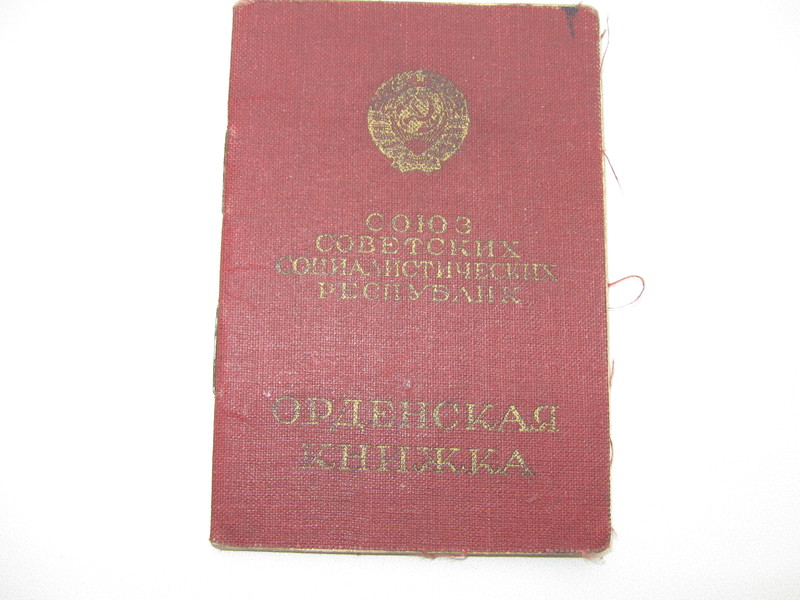 СОЮЗ
СОВЕТСКИХ
СОЦИАЛИСТИЧЕСКИХ
РЕСПУБЛИК
ОРДЕНСКАЯ
КНИЖКА